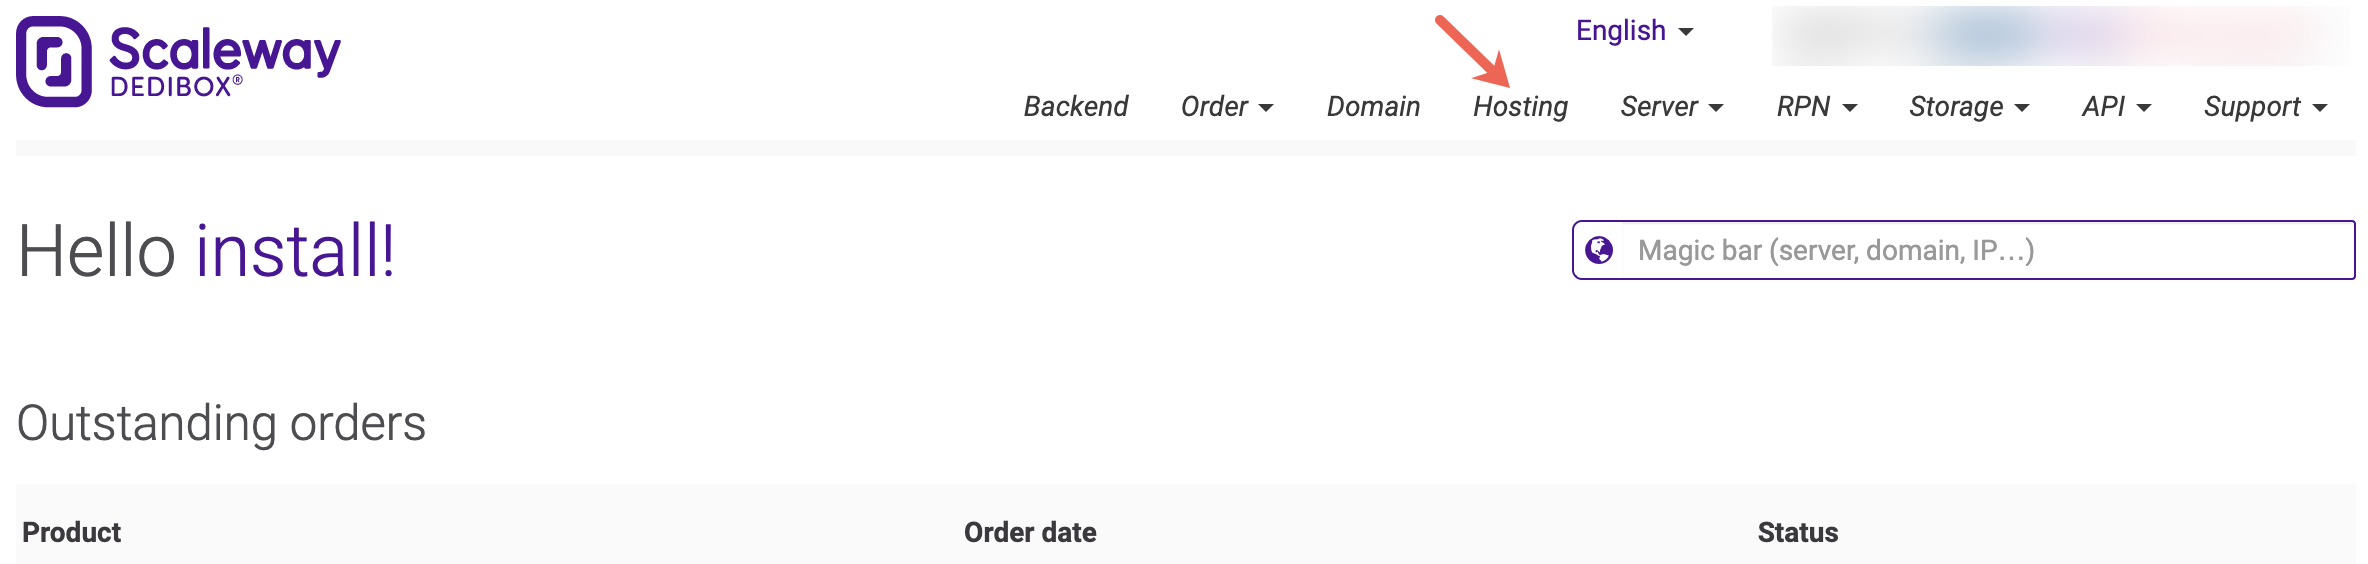 Scaleway
DEDIBOX®
English
Backend Order Domain Hosting Server RPN Storage API Support
Hello install!
Magic bar (server, domain, IP...)
Outstanding orders
Product Order date Status